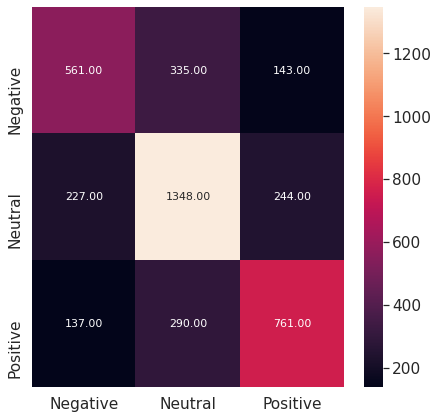 561.00 335.00 143.00
227.00 1348.00 244.00
137.00 290.00 761.00
Negative
Neutral
Positive
Negative Neutral Positive
1200
1000
800
600
400
200